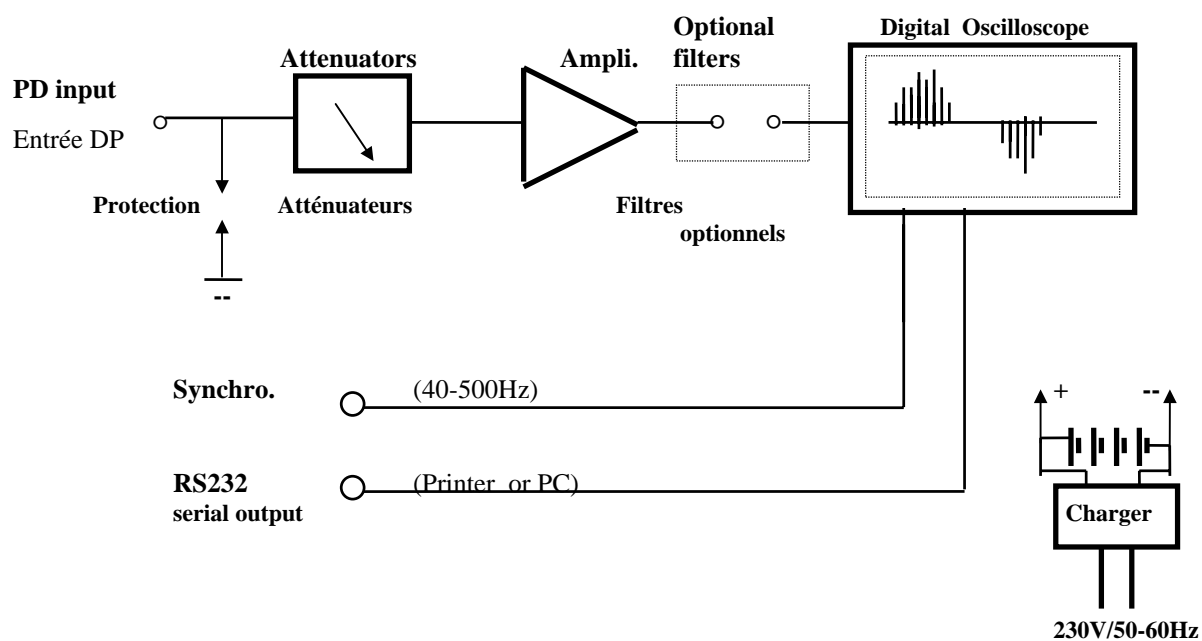 Digital Oscilloscope
Optional
filters
Attenuators
Ampli.
PD input
Entrée DP
Protection
Atténuateurs
Filtres
optionnels
--
Synchro.
(40-500Hz)
+
--
RS232
serial output
(Printer or PC)
Charger
230V/50-60Hz